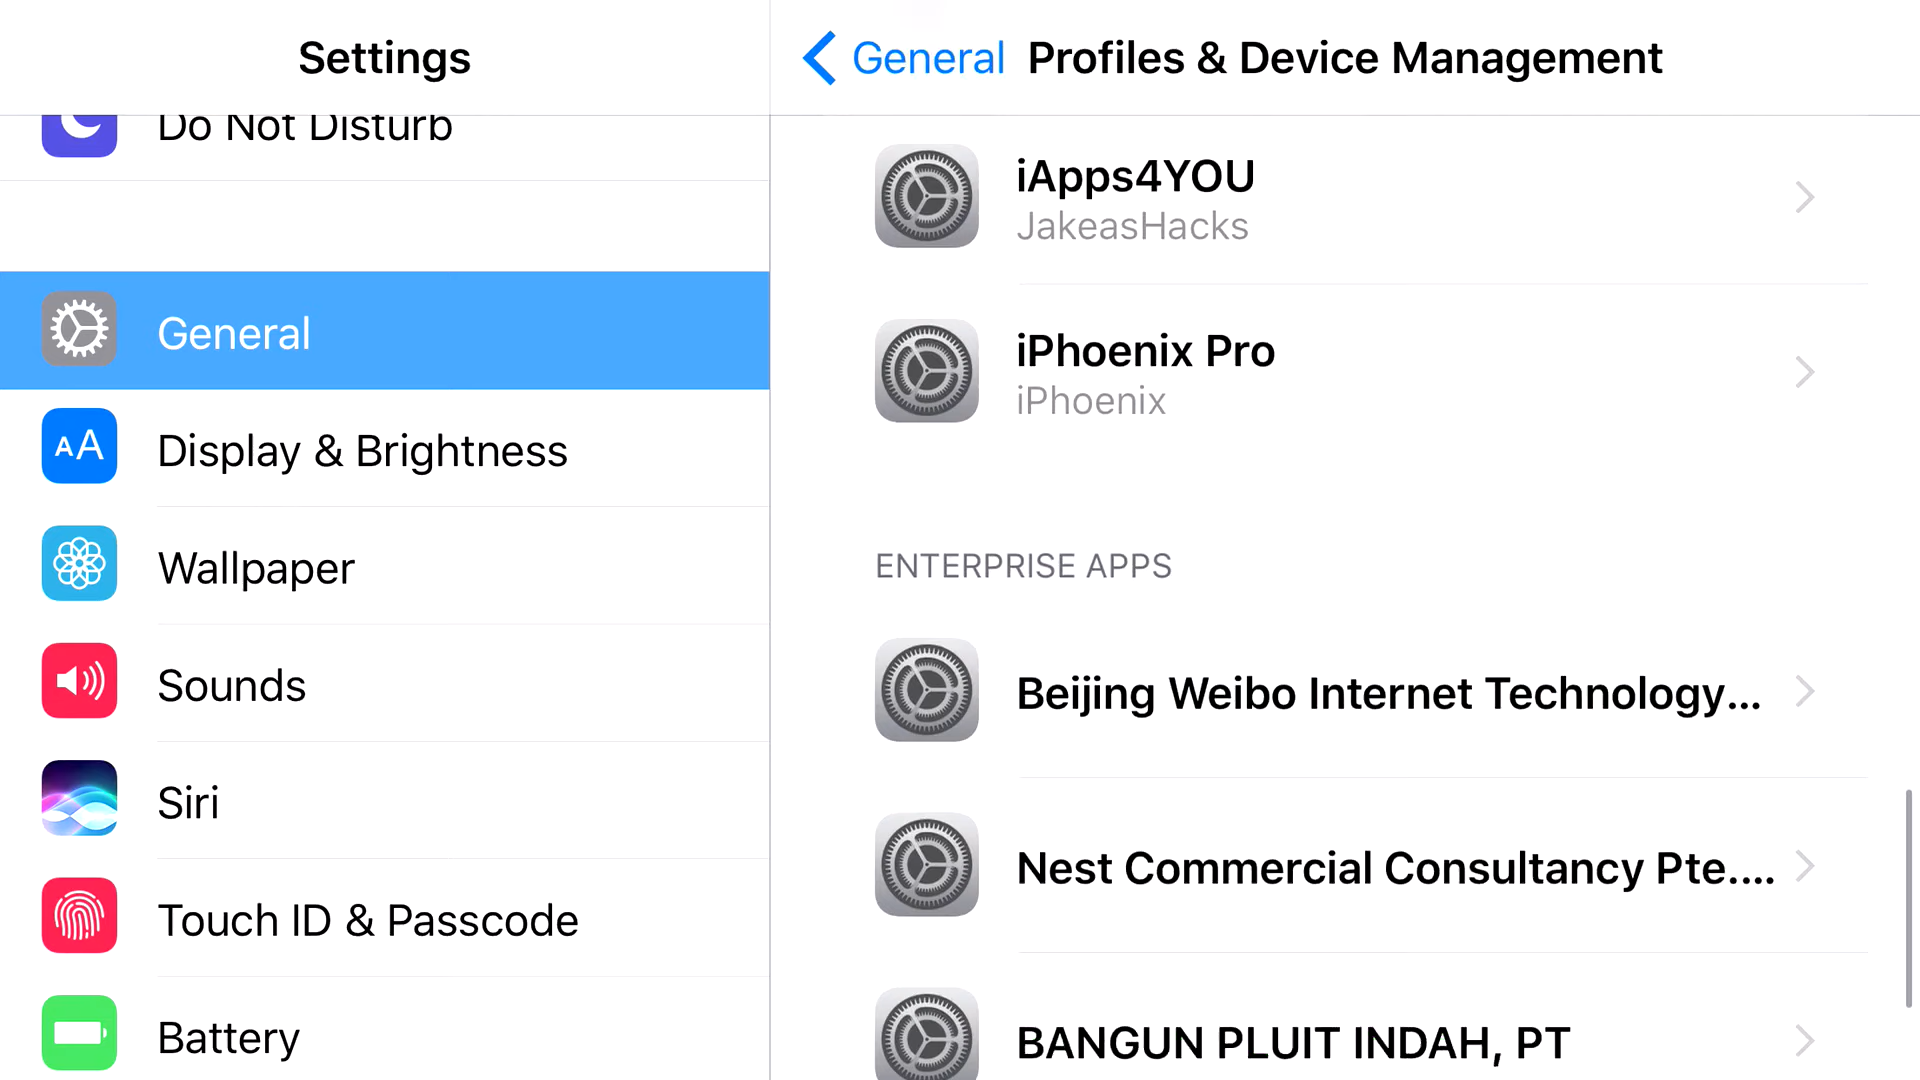 Settings
Do Not Disturb
General
AA
Display & Brightness
Wallpaper
Sounds
Siri
Touch ID & Passcode
Battery
General Profiles & Device Management
iApps4YOU
JakeasHacks
iPhoenix Pro
iPhoenix
ENTERPRISE APPS
Beijing Weibo Internet Technology...
Nest Commercial Consultancy Pte....
BANGUN PLUIT INDAH, PT